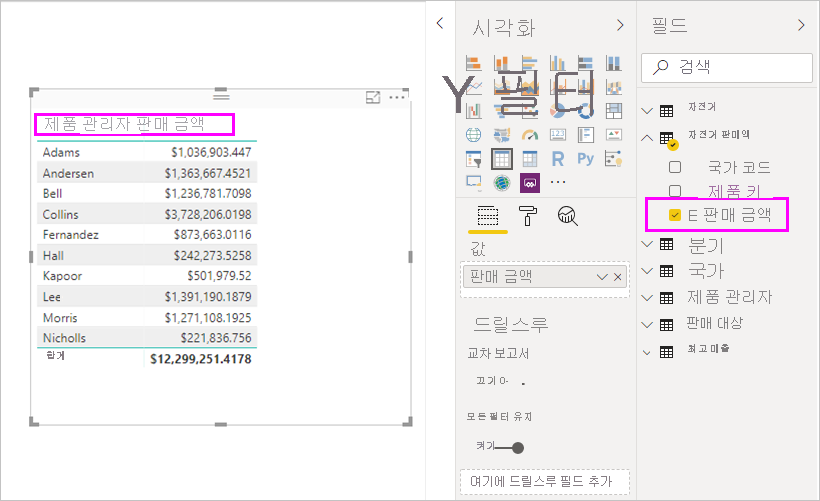 제품 관리자 판매 금액
Adams $1,036,903.447
Andersen $1,363,667.4521
Bell $1,236,781.7098
Collins $3,728,206.0198
Fernandez $873,663.0116
Hall $242,273.5258
Kapoor $501,979.52
Lee $1,391,190.1879
Morris $1,271,108.1925
Nicholls $221,836.756
합계 $12,299,251.4178
시각화
Y 필터
R Py
123
값
판매 금액
드릴스루
교차 보고서
끄기 아
모든 필터 유지
켜기
여기에 드릴스루 필드 추가
필드
검색
자전거
자전거 판매액
국가 코드
제품 키
E 판매 금액
분기
국가
제품 관리자
판매 대상
최고 매출